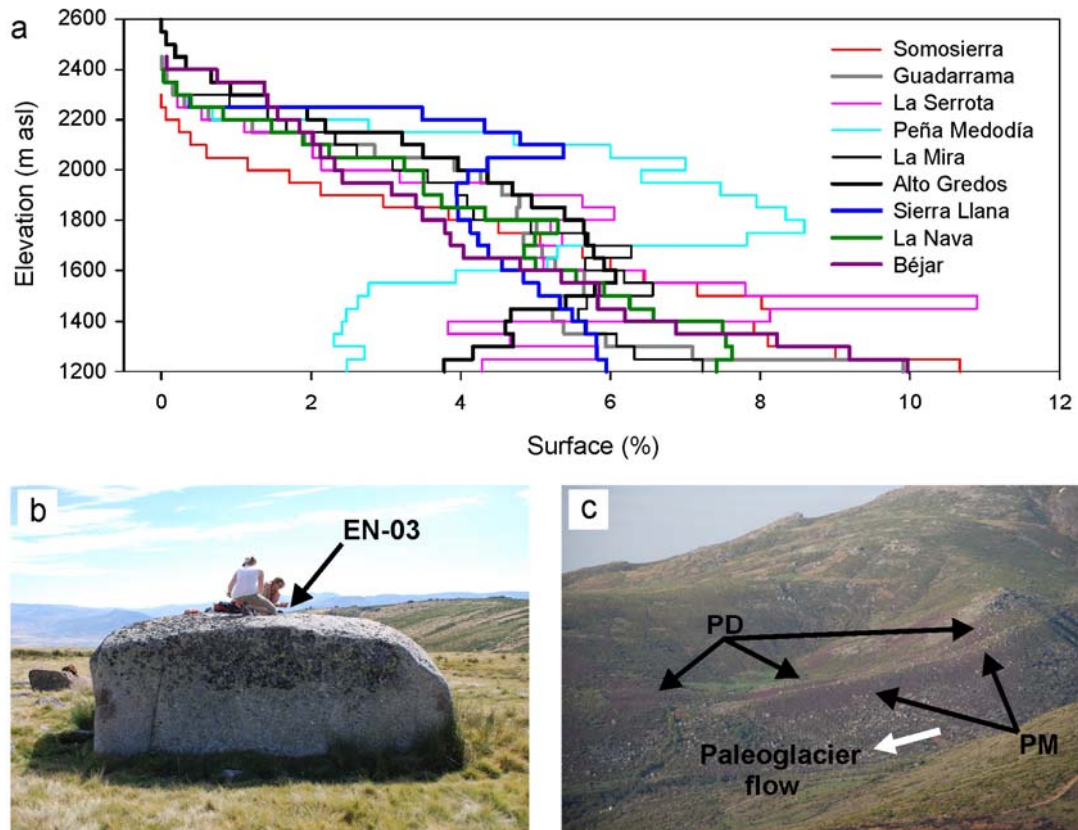 a
2600
2400
2200
2000
1800
1600
1400
1200
Elevation (m asl)
0 2 4 6 8 10 12
Surface (%)
Somosierra
Guadarrama
La Serrota
Peña Medodía
La Mira
Alto Gredos
Sierra Llana
La Nava
Béjar
b
EN-03
c
PD
Paleoglacier
flow
PM